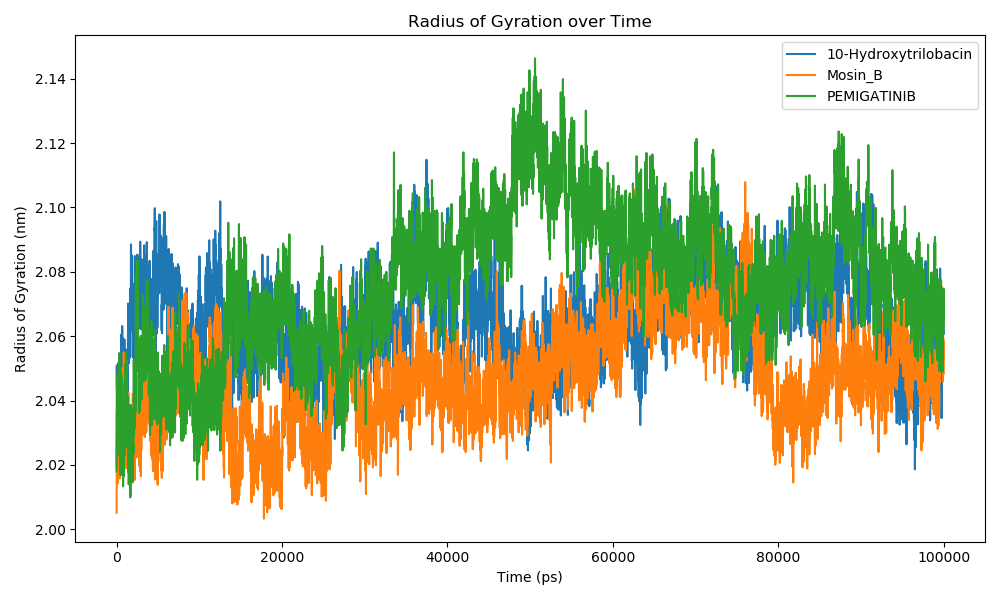 Radius of Gyration over Time
10-Hydroxytrilobacin
Mosin_B
PEMIGATINIB
Radius of Gyration (nm)
2.14
2.12
2.10
2.08
2.06
2.04
2.02
2.00
0 20000 40000 60000 80000 100000
Time (ps)